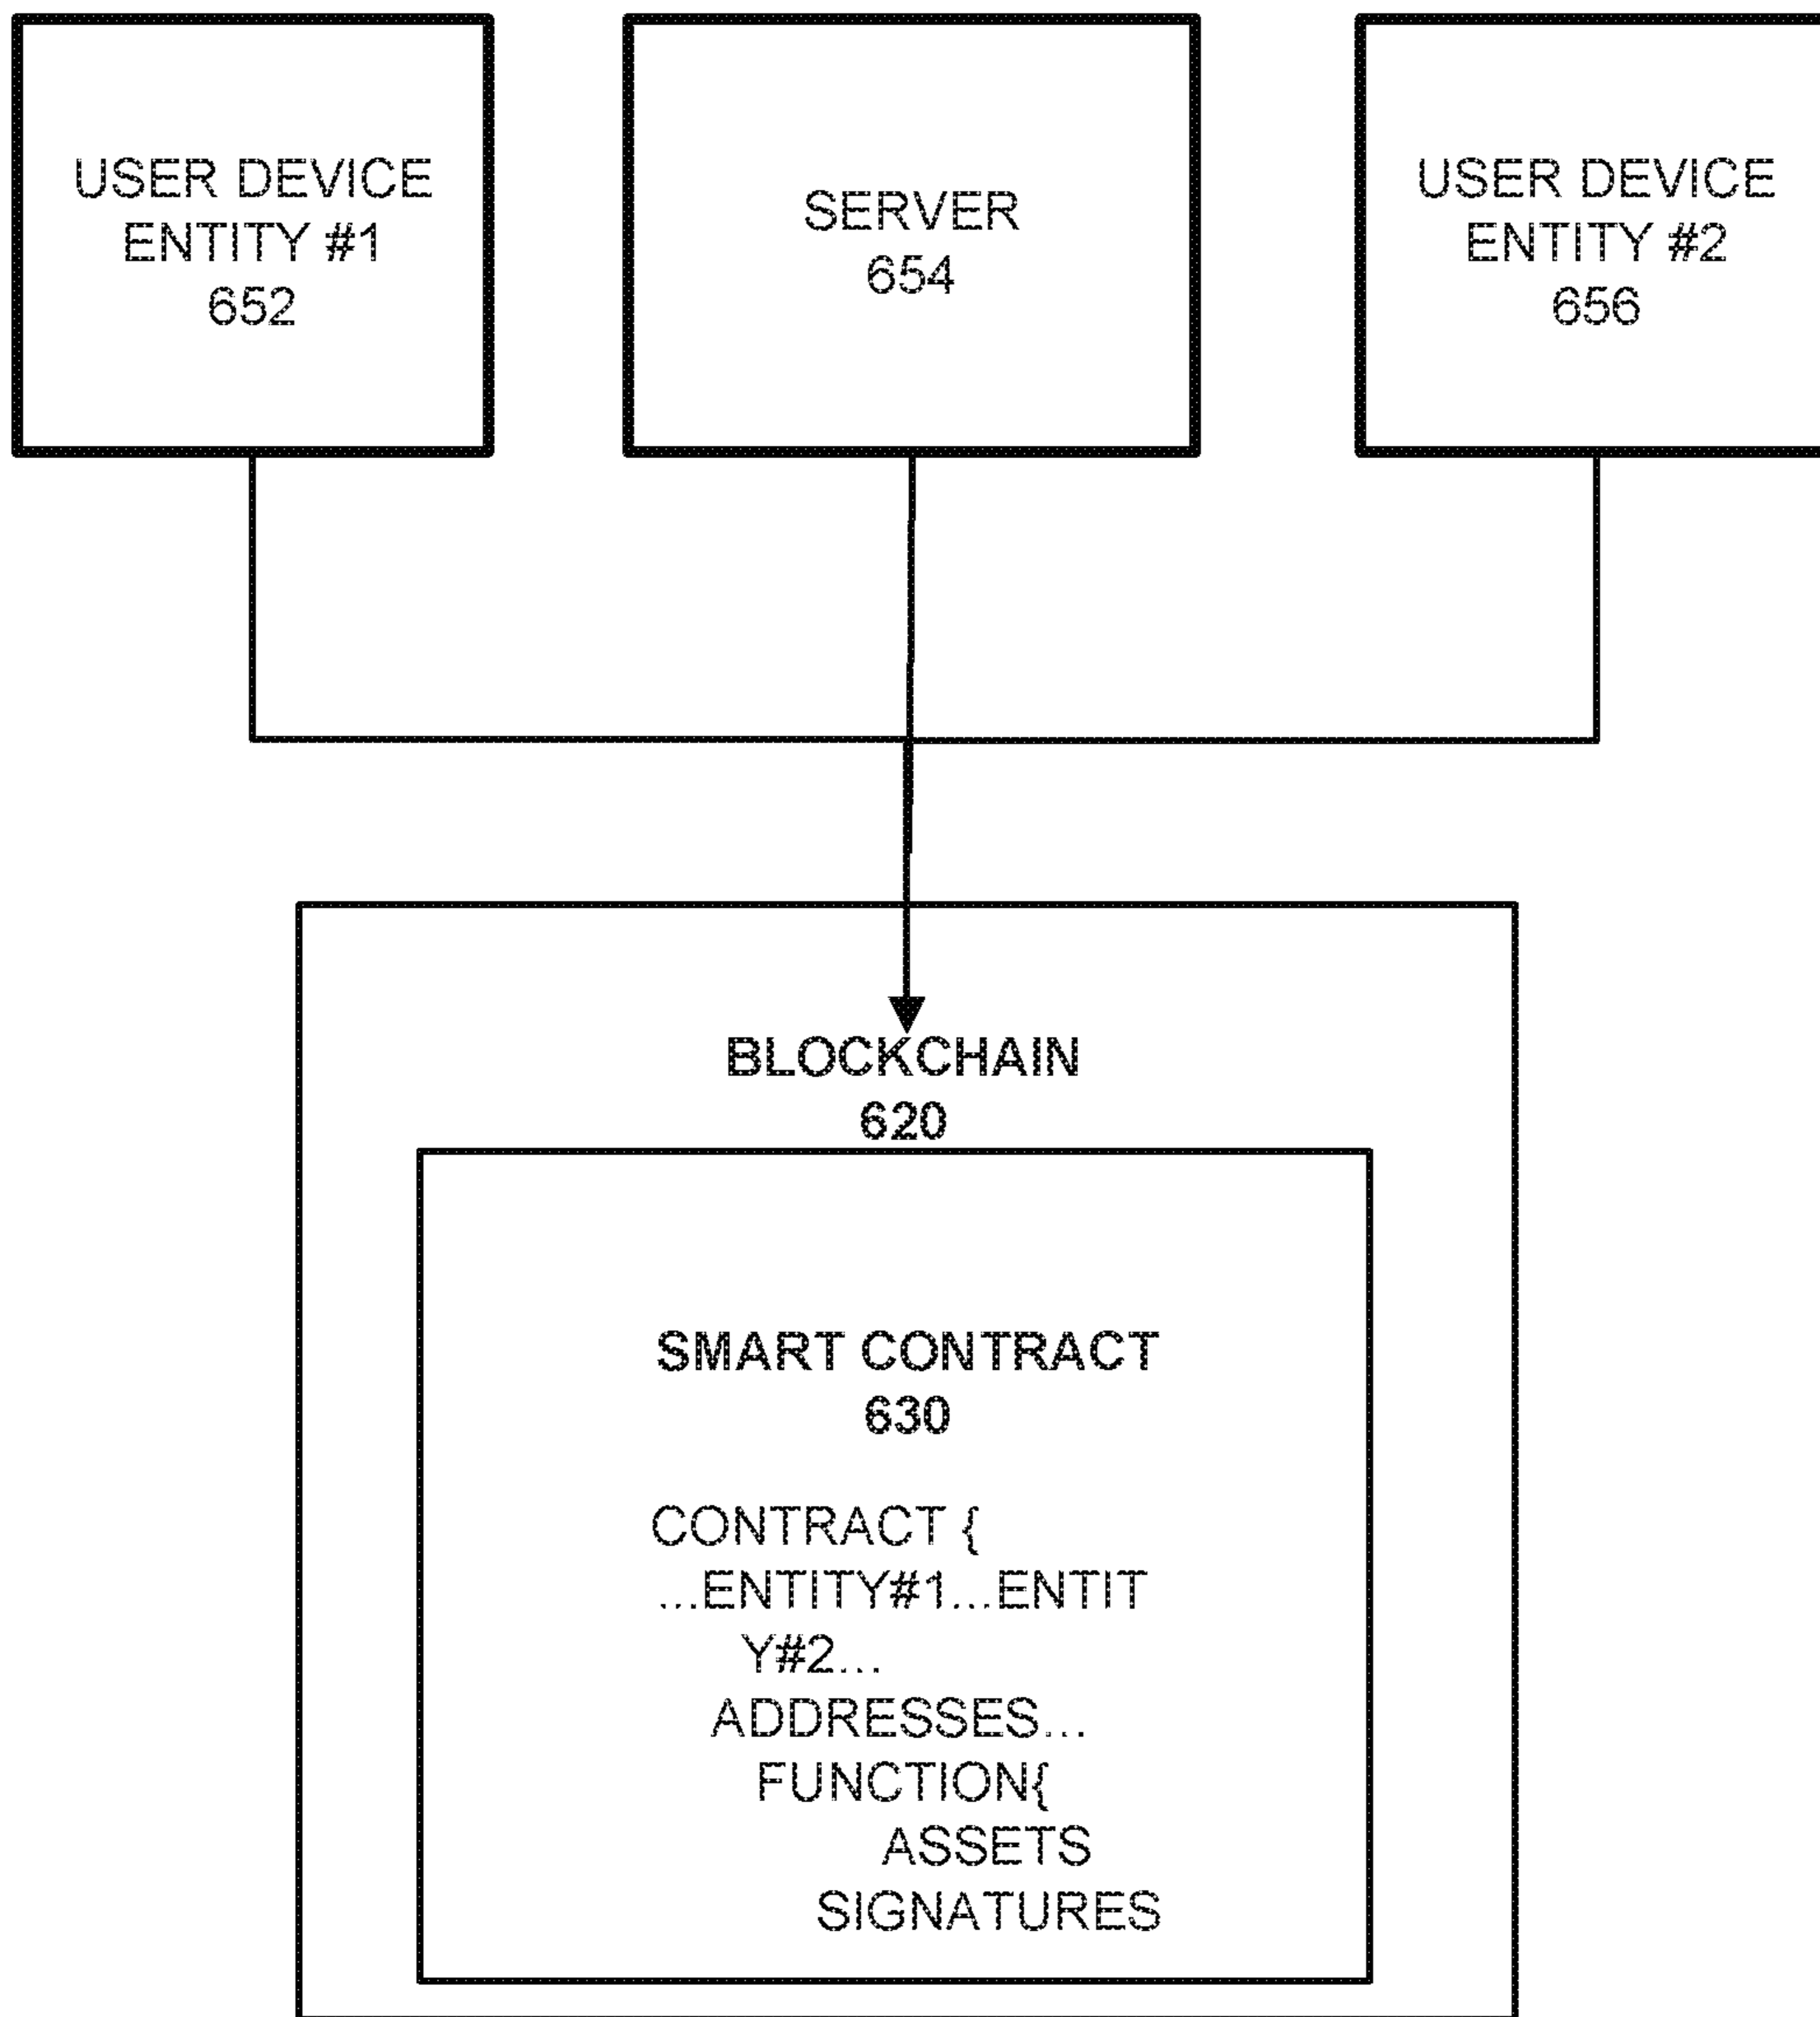 USER DEVICE
ENTITY #1
652
SERVER
654
USER DEVICE
ENTITY #2
656
BLOCKCHAIN
620
SMART CONTRACT
630
CONTRACT {
...ENTITY#1...ENTIT
Y#2...
ADDRESSES...
FUNCTION{
ASSETS
SIGNATURES